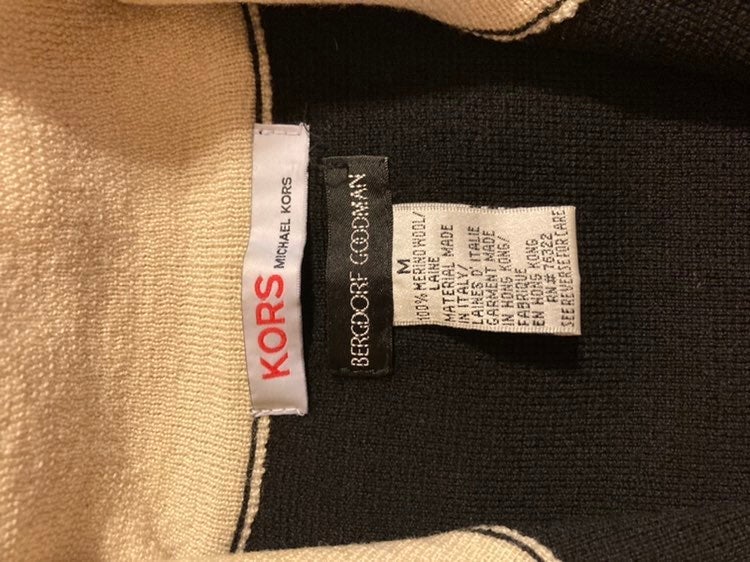 KORS MICHAEL KORS
BERGDORF GOODMAN
M
100% MERINO WOOL/
LAINE
MATERIAL MADE
IN ITALY/
LAINES D' ITALIE
GARMENT MADE
IN HONG KONG/
FABRIQUE
EN HONG KONG
RN# 76322
SEE REVERSE FOR CARE